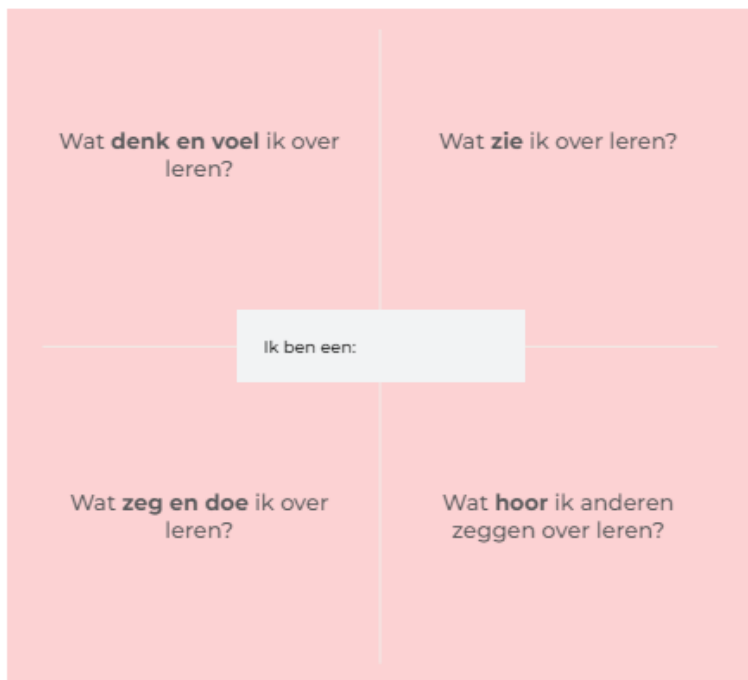 Wat denk en voel ik over
leren?
Wat zie ik over leren?
Ik ben een:
Wat zeg en doe ik over
leren?
Wat hoor ik anderen
zeggen over leren?